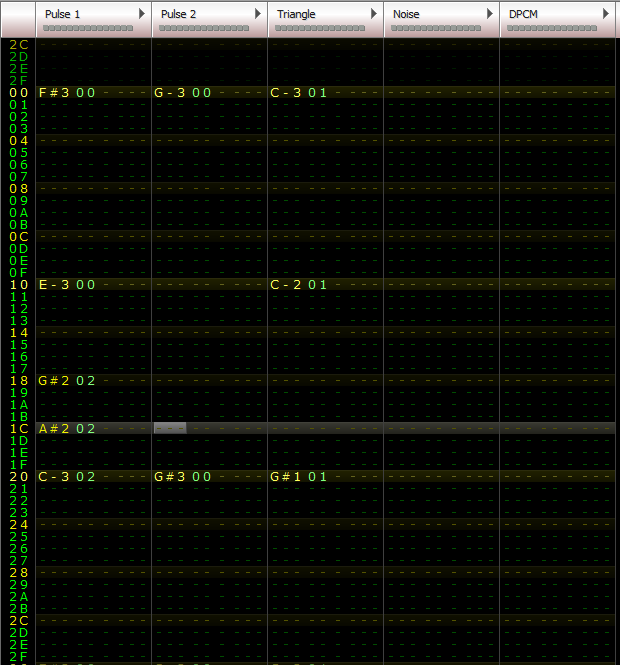 Pulse 1 Pulse 2 Triangle Noise DPCM
2C
2D
2E
2F
00 F#3 00 G-3 00 C-3 01
01
02
03
04
05
06
07
08
09
0A
0B
0C
0D
0E
0F
10 E-3 00 C-2 01
11
12
13
14
15
16
17
18 G#2 02
19
1A
1B
1C A#2 02
1D
1E
1F
20 C-3 02 G#3 00 G#1 01
21
22
23
24
25
26
27
28
29
2A
2B
2C
2D
2E
2F